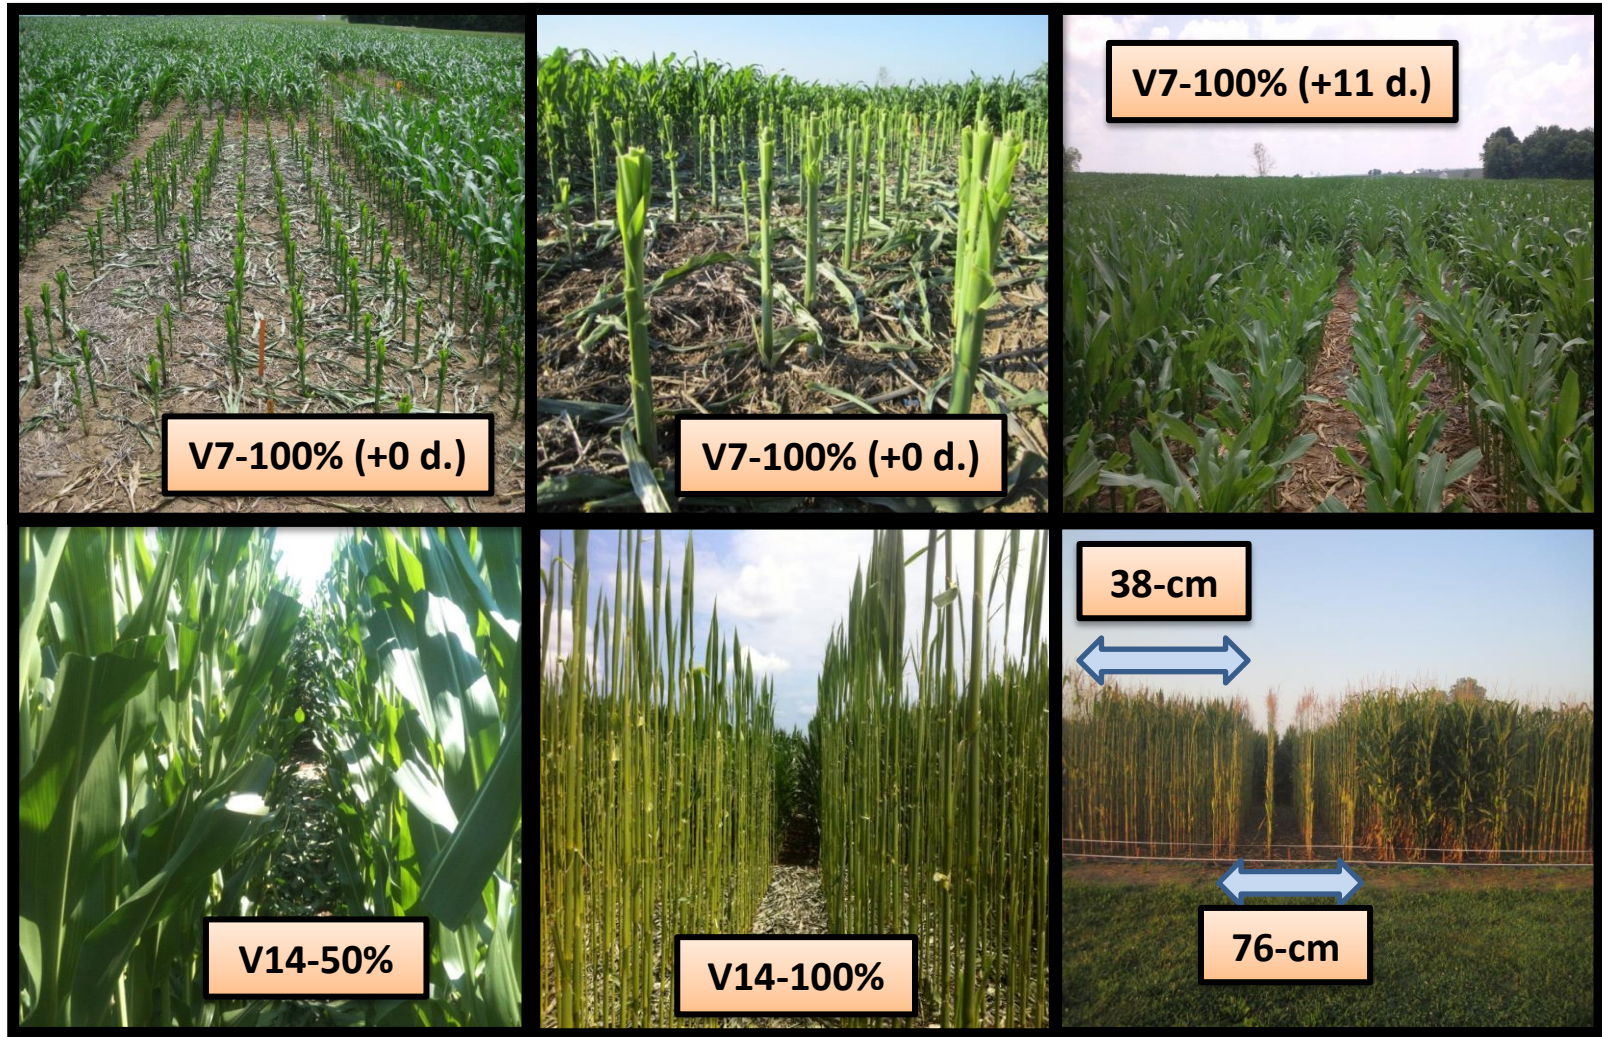 V7-100% (+0 d.)
V7-100% (+0 d.)
V7-100% (+11 d.)
V14-50%
V14-100%
38-cm
76-cm